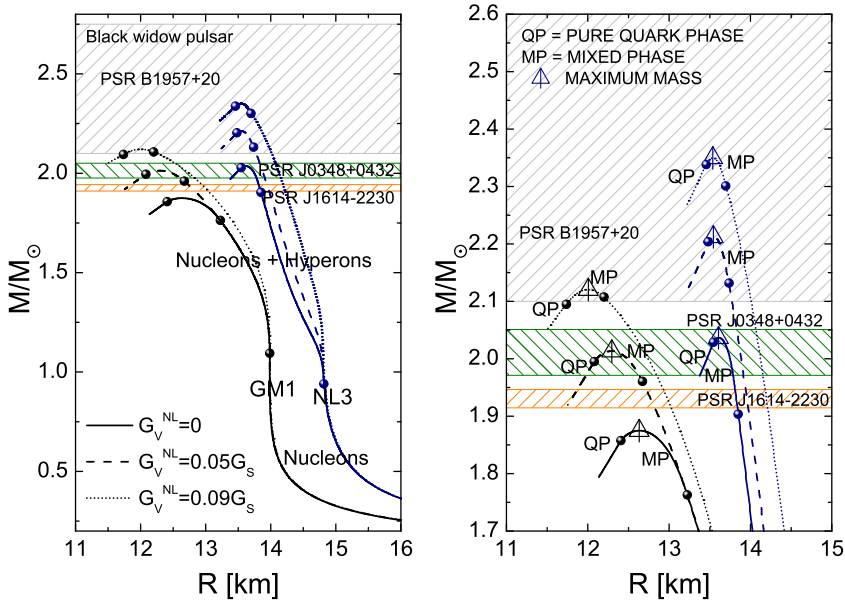 Black widow pulsar
PSR B1957+20
PSR J0348+0432
PSR J1614-2230
Nucleons + Hyperons
GM1
NL3
Nucleons
G_V^NL=0
G_V^NL=0.05G_S
G_V^NL=0.09G_S
M/M☉
2.5
2.0
1.5
1.0
0.5
11 12 13 14 15 16
R [km]
QP = PURE QUARK PHASE
MP = MIXED PHASE
MAXIMUM MASS
QP MP
PSR B1957+20
MP
MP
QP
PSR J0348+0432
QP MP
QP
MP
PSR J1614-2230
QP
MP
M/M☉
2.6
2.5
2.4
2.3
2.2
2.1
2.0
1.9
1.8
1.7
11 12 13 14 15
R [km]